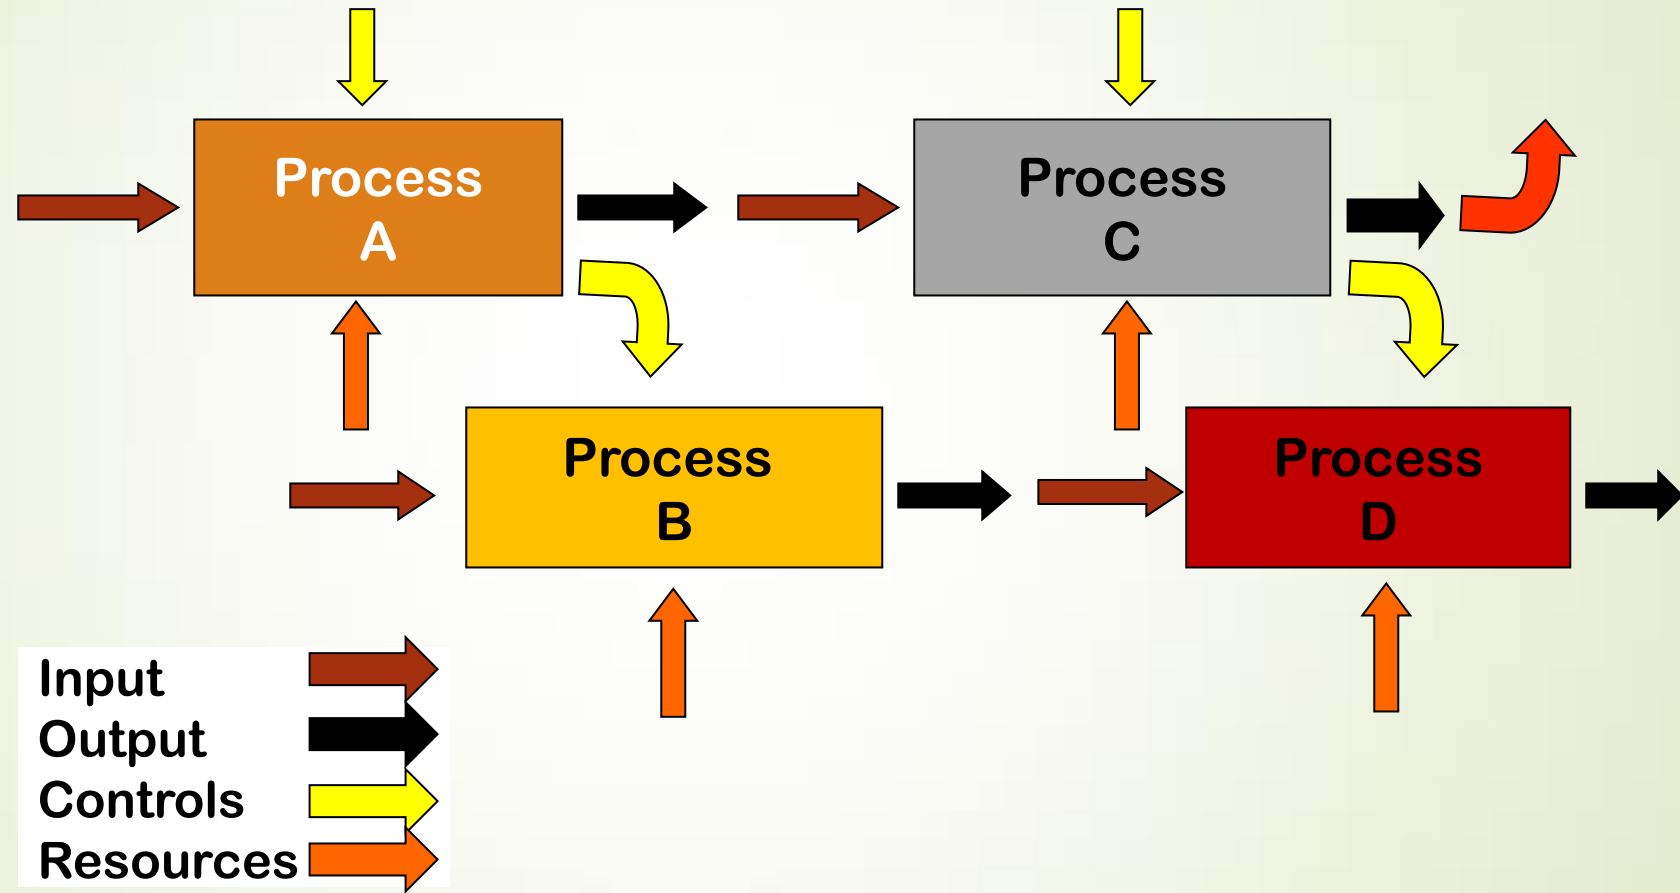 Process
A
Process
C
Process
B
Process
D
Input
Output
Controls
Resources